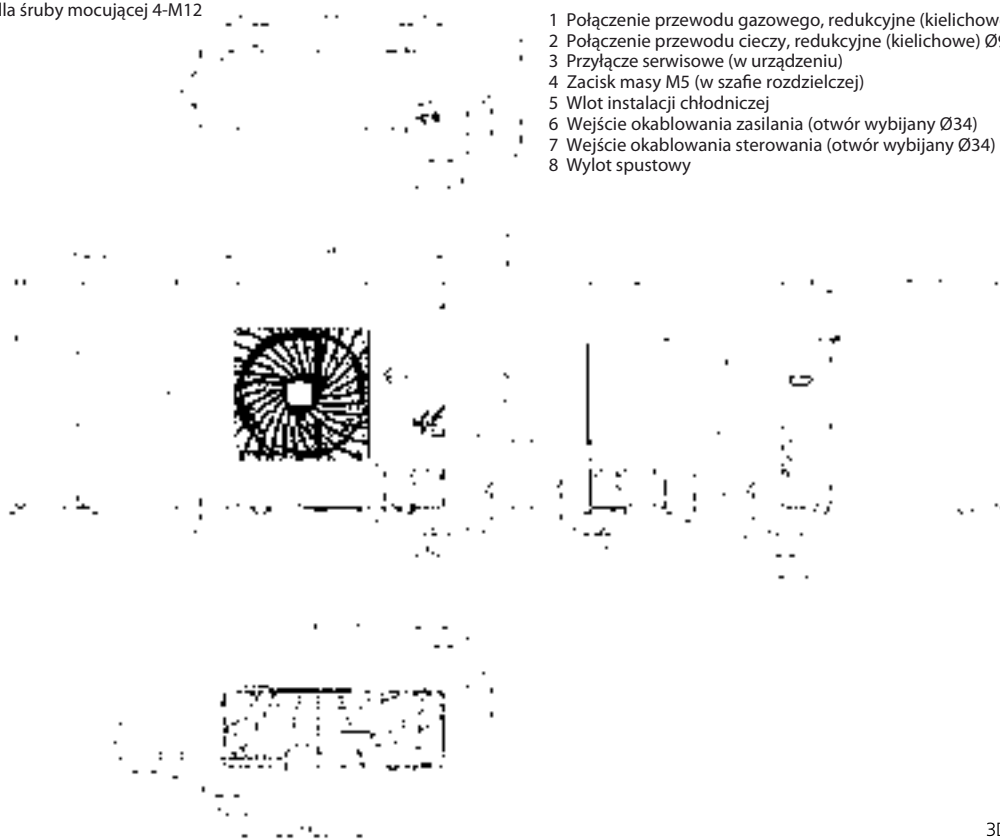 dla śruby mocującej 4-M12
1 Połączenie przewodu gazowego, redukcyjne (kielichow
2 Połączenie przewodu cieczy, redukcyjne (kielichowe) Ø9
3 Przyłącze serwisowe (w urządzeniu)
4 Zacisk masy M5 (w szafie rozdzielczej)
5 Wlot instalacji chłodniczej
6 Wejście okablowania zasilania (otwór wybijany Ø34)
7 Wejście okablowania sterowania (otwór wybijany Ø34)
8 Wylot spustowy
3D